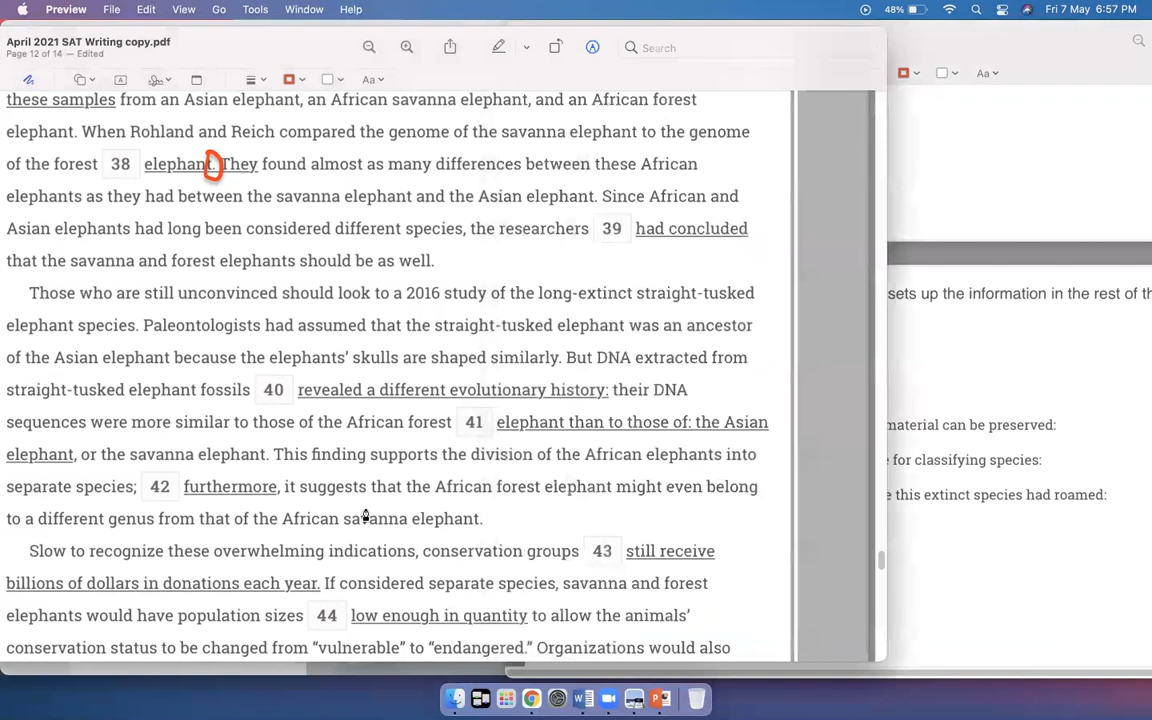 Preview File Edit View Go Tools Window Help 48% Fri 7 May 6:57 PM
April 2021 SAT Writing copy.pdf
Page 12 of 14 — Edited
Search
Aa
Aa
these samples from an Asian elephant, an African savanna elephant, and an African forest
elephant. When Rohland and Reich compared the genome of the savanna elephant to the genome
of the forest 38 elephant. They found almost as many differences between these African
elephants as they had between the savanna elephant and the Asian elephant. Since African and
Asian elephants had long been considered different species, the researchers 39 had concluded
that the savanna and forest elephants should be as well.
Those who are still unconvinced should look to a 2016 study of the long-extinct straight-tusked
elephant species. Paleontologists had assumed that the straight-tusked elephant was an ancestor
of the Asian elephant because the elephants’ skulls are shaped similarly. But DNA extracted from
straight-tusked elephant fossils 40 revealed a different evolutionary history: their DNA
sequences were more similar to those of the African forest 41 elephant than to those of: the Asian
elephant, or the savanna elephant. This finding supports the division of the African elephants into
separate species; 42 furthermore, it suggests that the African forest elephant might even belong
to a different genus from that of the African savanna elephant.
Slow to recognize these overwhelming indications, conservation groups 43 still receive
billions of dollars in donations each year. If considered separate species, savanna and forest
elephants would have population sizes 44 low enough in quantity to allow the animals’
conservation status to be changed from “vulnerable” to “endangered.” Organizations would also
sets up the information in the rest of th
material can be preserved:
e for classifying species:
e this extinct species had roamed: